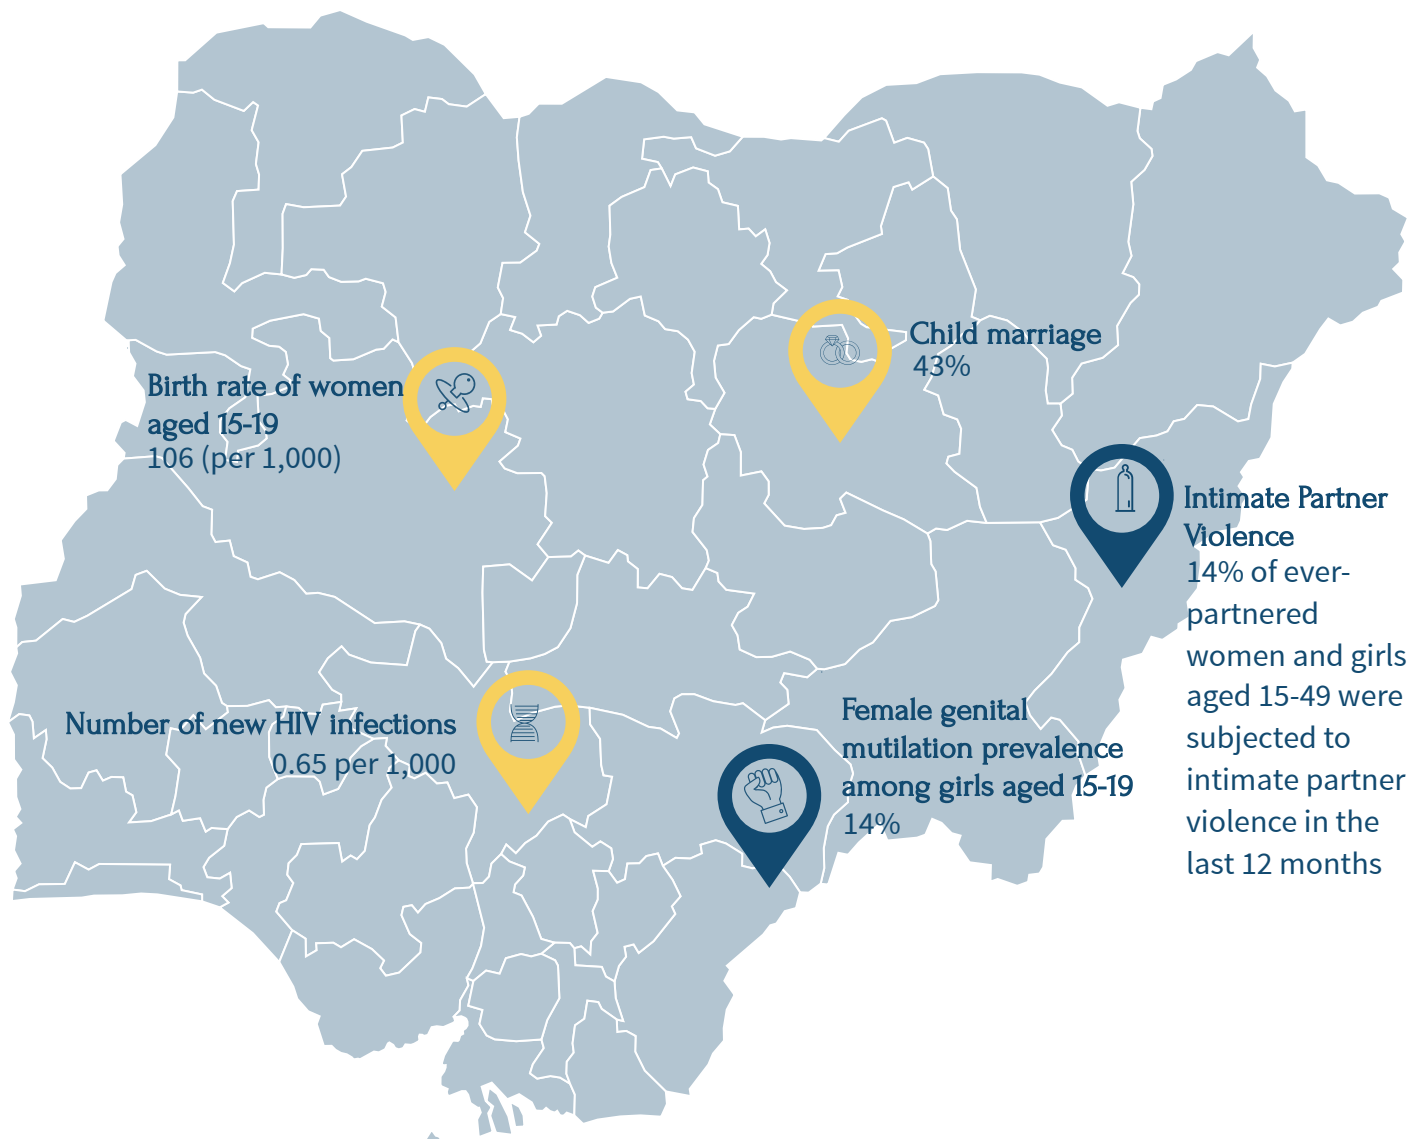 Child marriage
43%
Birth rate of women
aged 15-19
106 (per 1,000)
Intimate Partner
Violence
14% of ever-
partnered
women and girls
aged 15-49 were
subjected to
intimate partner
violence in the
last 12 months
Number of new HIV infections
0.65 per 1,000
Female genital
mutilation prevalence
among girls aged 15-19
14%